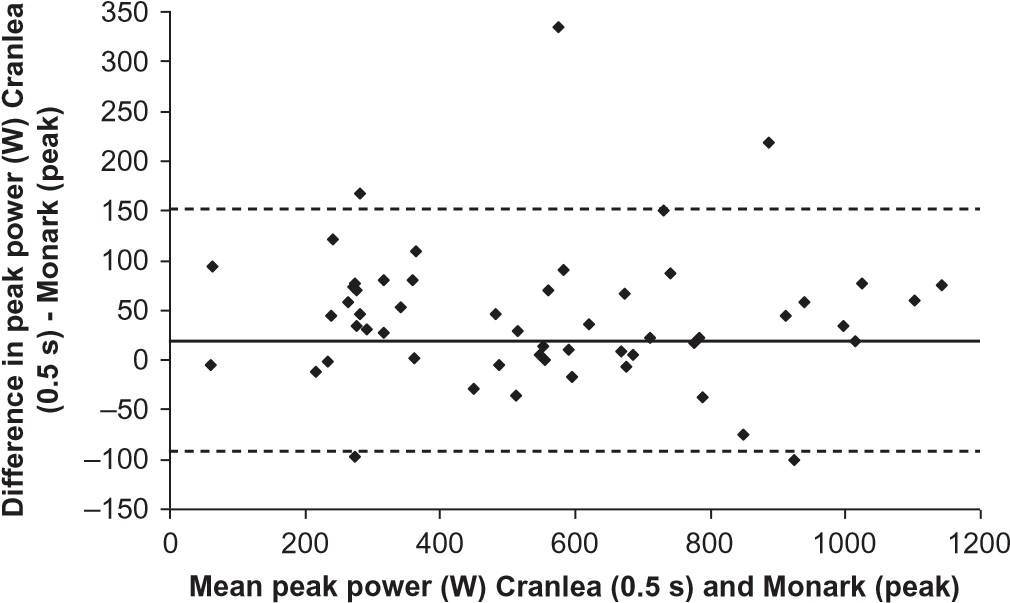 Difference in peak power (W) Cranlea
(0.5 s) - Monark (peak)
350
300
250
200
150
100
50
0
–50
–100
–150
0 200 400 600 800 1000 1200
Mean peak power (W) Cranlea (0.5 s) and Monark (peak)